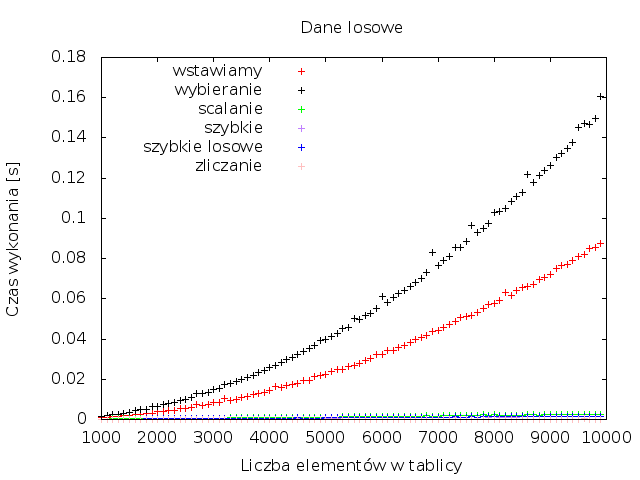 Dane losowe
0.18
0.16
0.14
0.12
0.1
0.08
0.06
0.04
0.02
0
Czas wykonania [s]
wstawiamy
wybieranie
scalanie
szybkie
szybkie losowe
zliczanie
1000 2000 3000 4000 5000 6000 7000 8000 9000 10000
Liczba elementów w tablicy